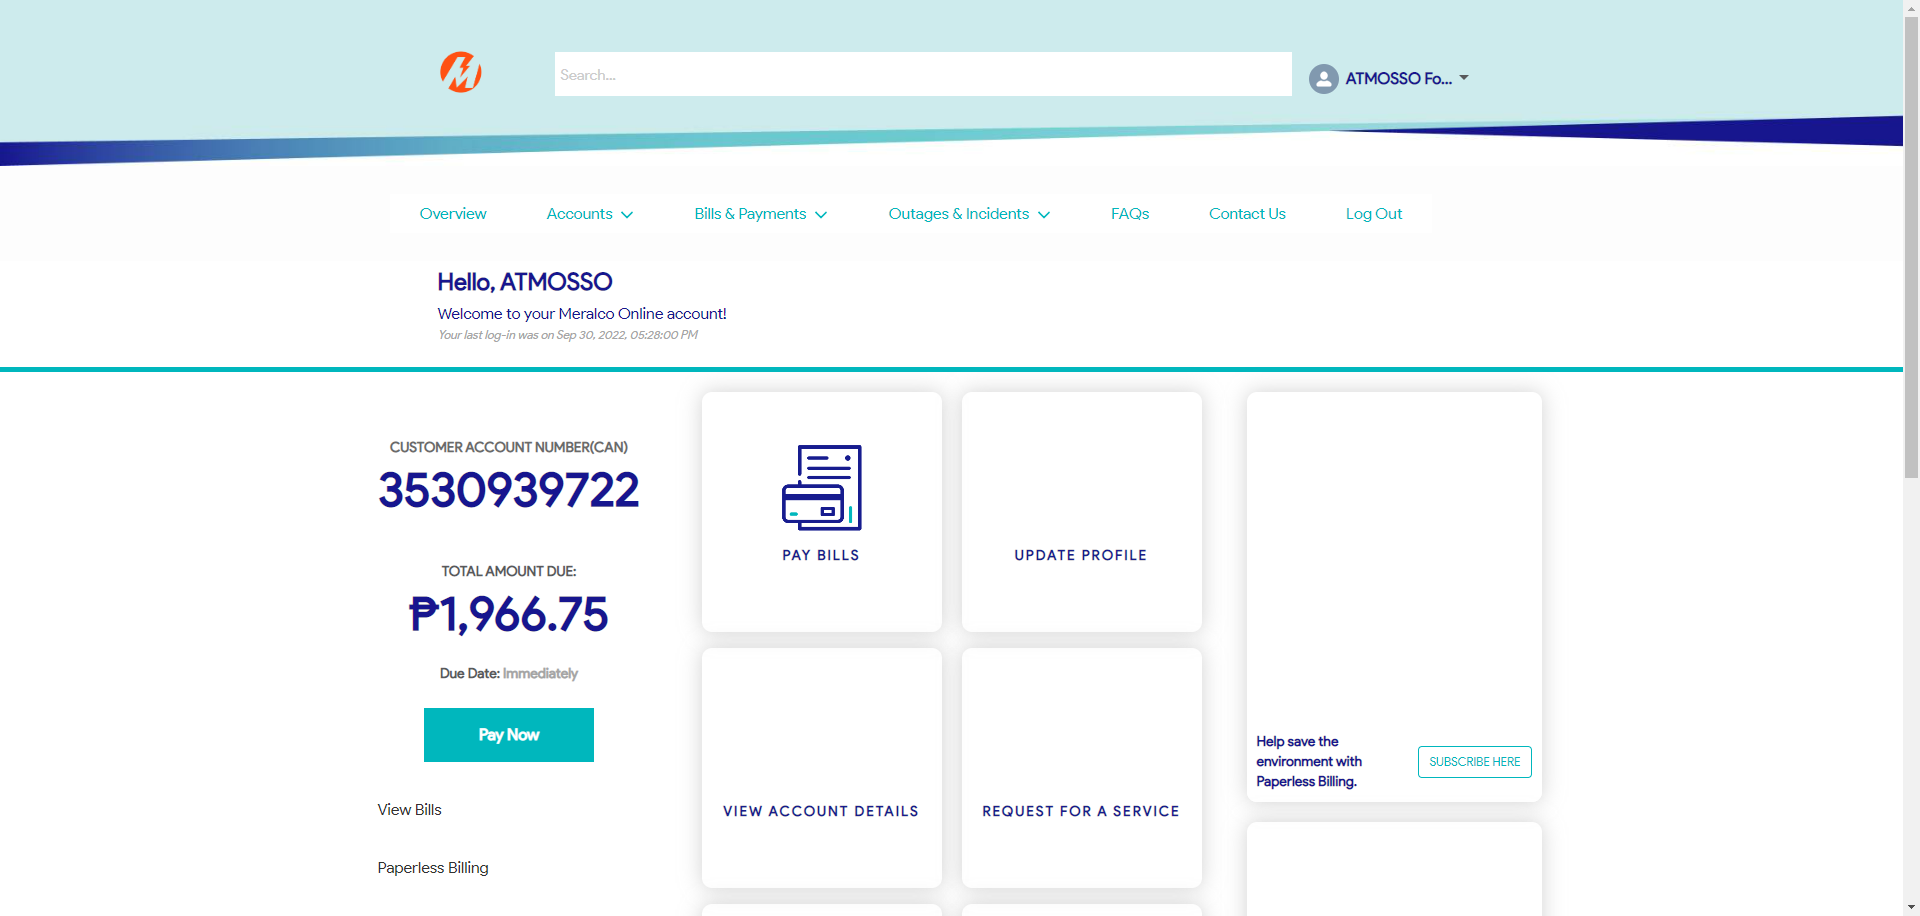 Search...
ATMOSSO Fo...
Overview
Accounts
Bills & Payments
Outages & Incidents
FAQs
Contact Us
Log Out
Hello, ATMOSSO
Welcome to your Meralco Online account!
Your last log-in was on Sep 30, 2022, 05:28:00 PM
CUSTOMER ACCOUNT NUMBER(CAN)
3530939722
TOTAL AMOUNT DUE:
₱1,966.75
Due Date: Immediately
Pay Now
View Bills
Paperless Billing
PAY BILLS
UPDATE PROFILE
VIEW ACCOUNT DETAILS
REQUEST FOR A SERVICE
Help save the
environment with
Paperless Billing.
SUBSCRIBE HERE